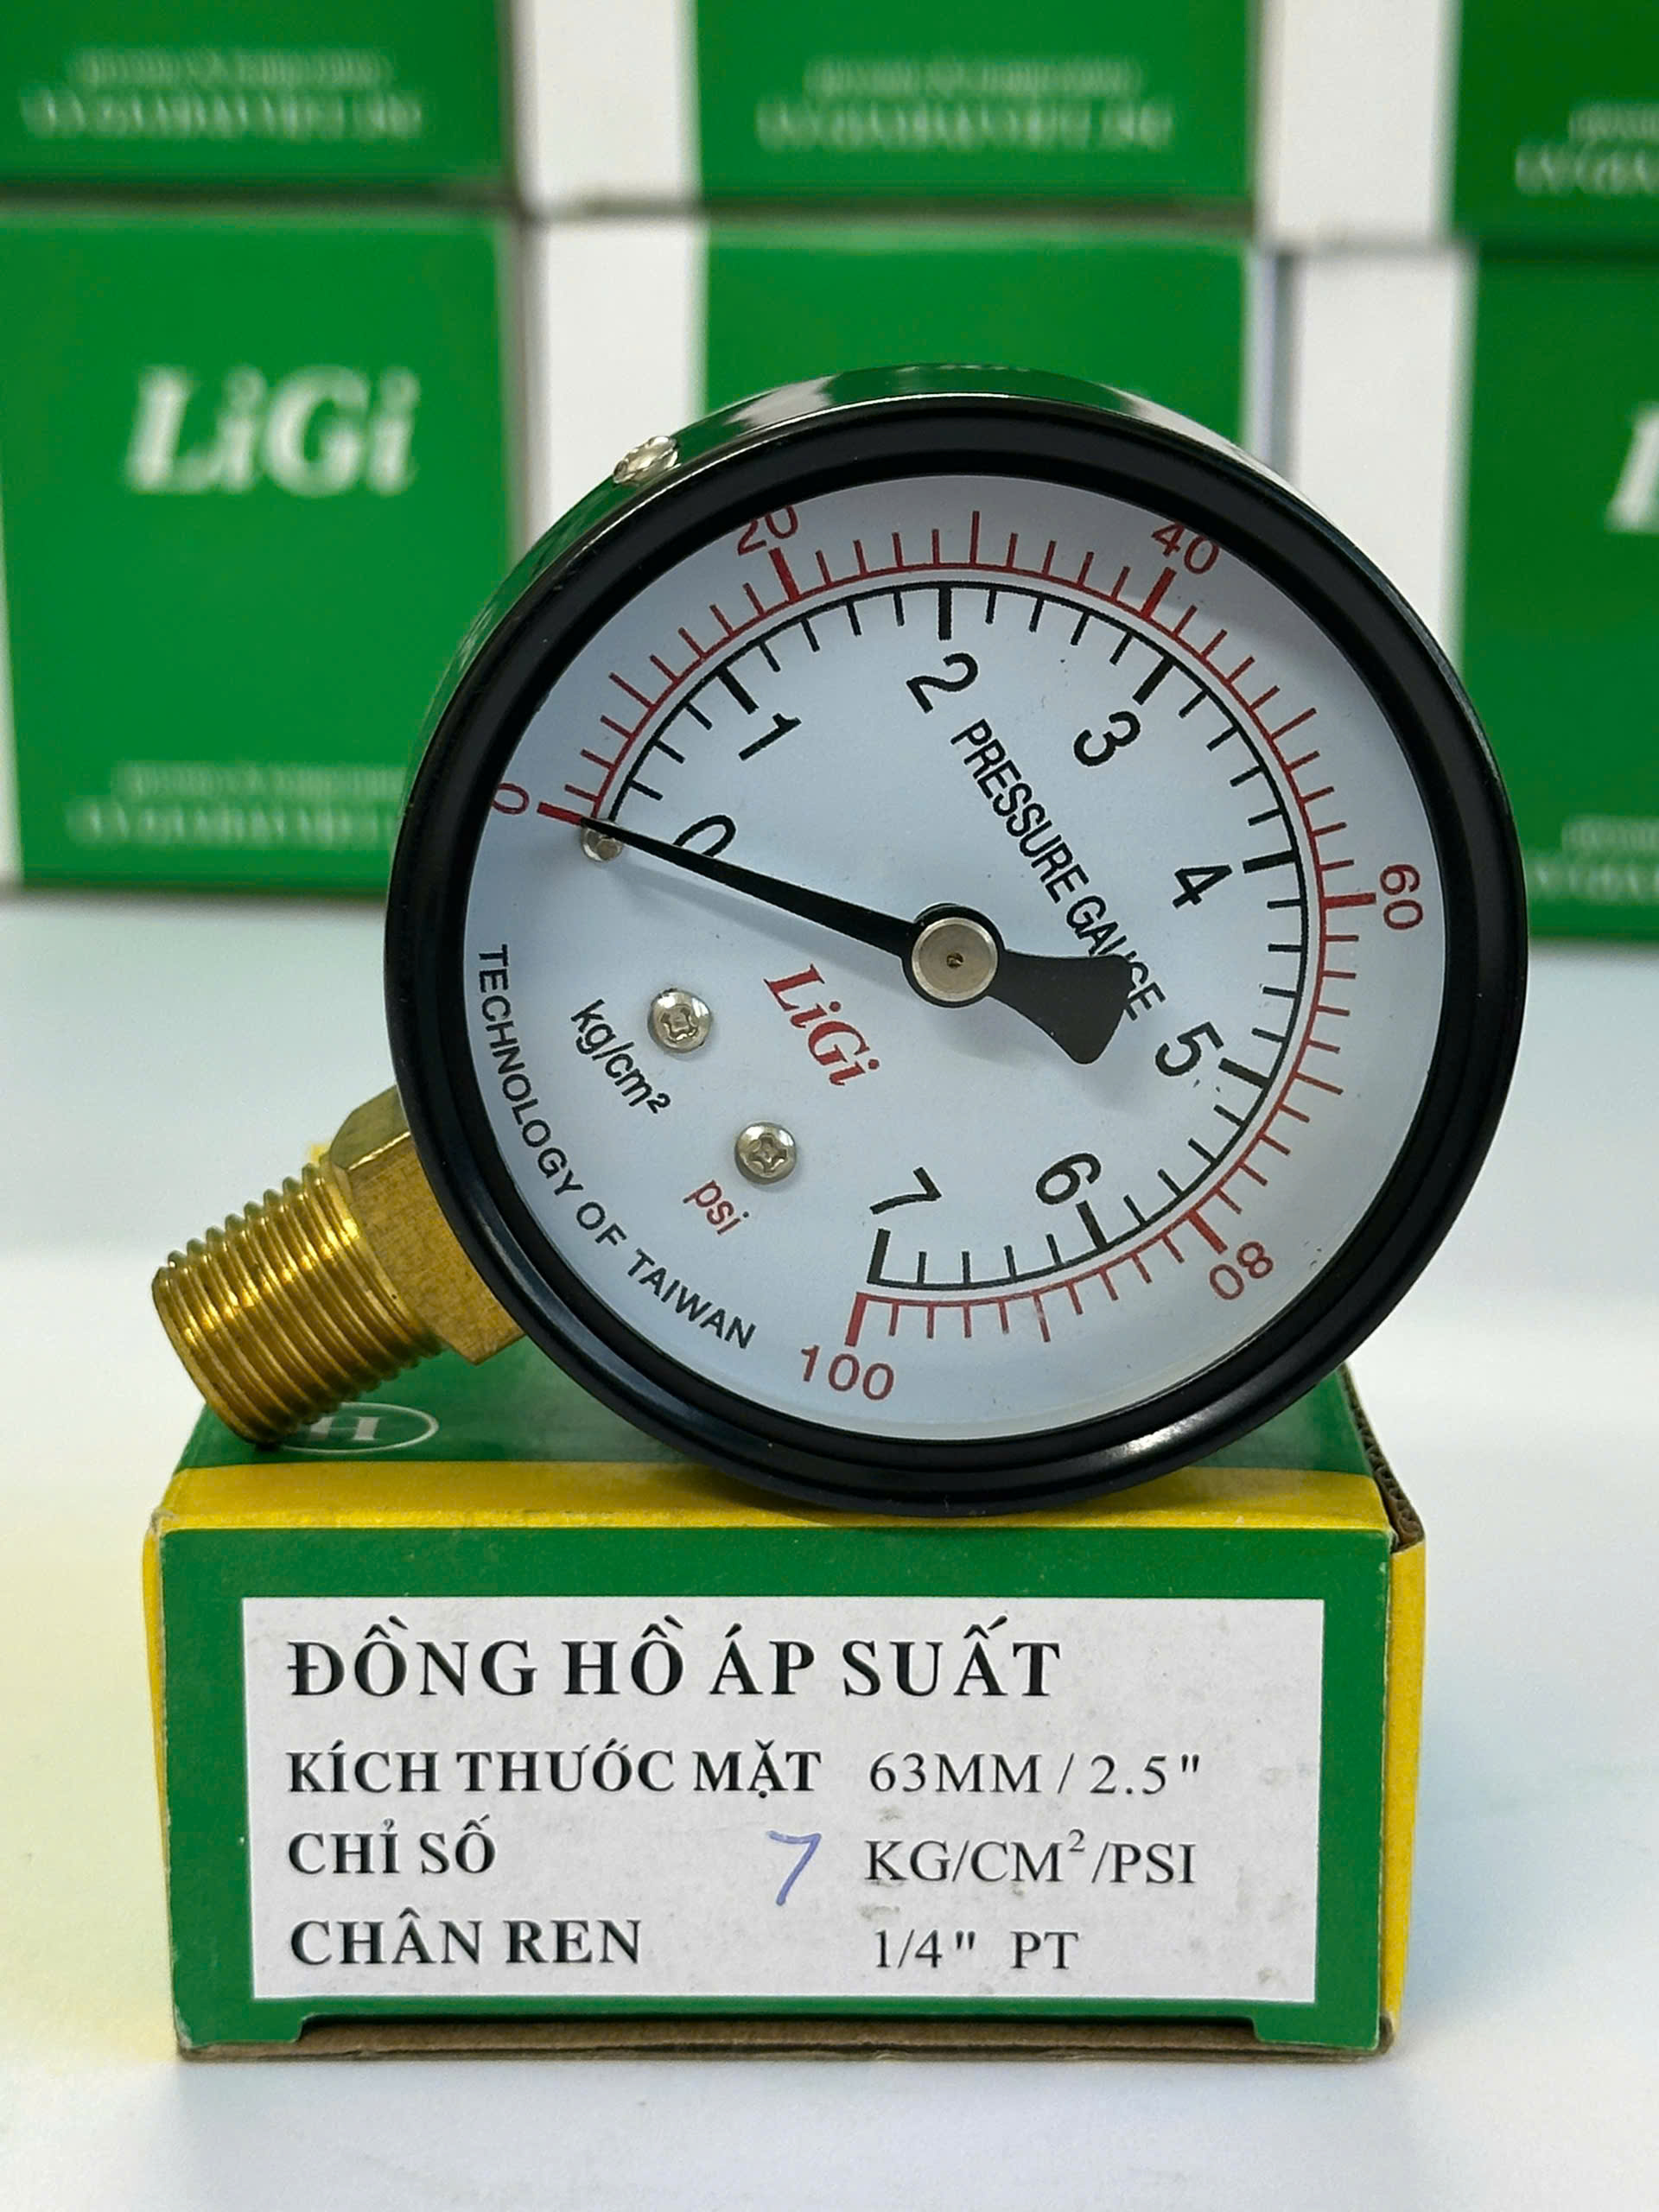 LiGi
20
40
60
80
100
0
0
1
2
3
4
5
6
7
PRESSURE GAUGE
LiGi
kg/cm²
psi
TECHNOLOGY OF TAIWAN
H
ĐỒNG HỒ ÁP SUẤT
KÍCH THƯỚC MẶT 63MM / 2.5"
CHỈ SỐ 7 KG/CM²/PSI
CHÂN REN 1/4" PT